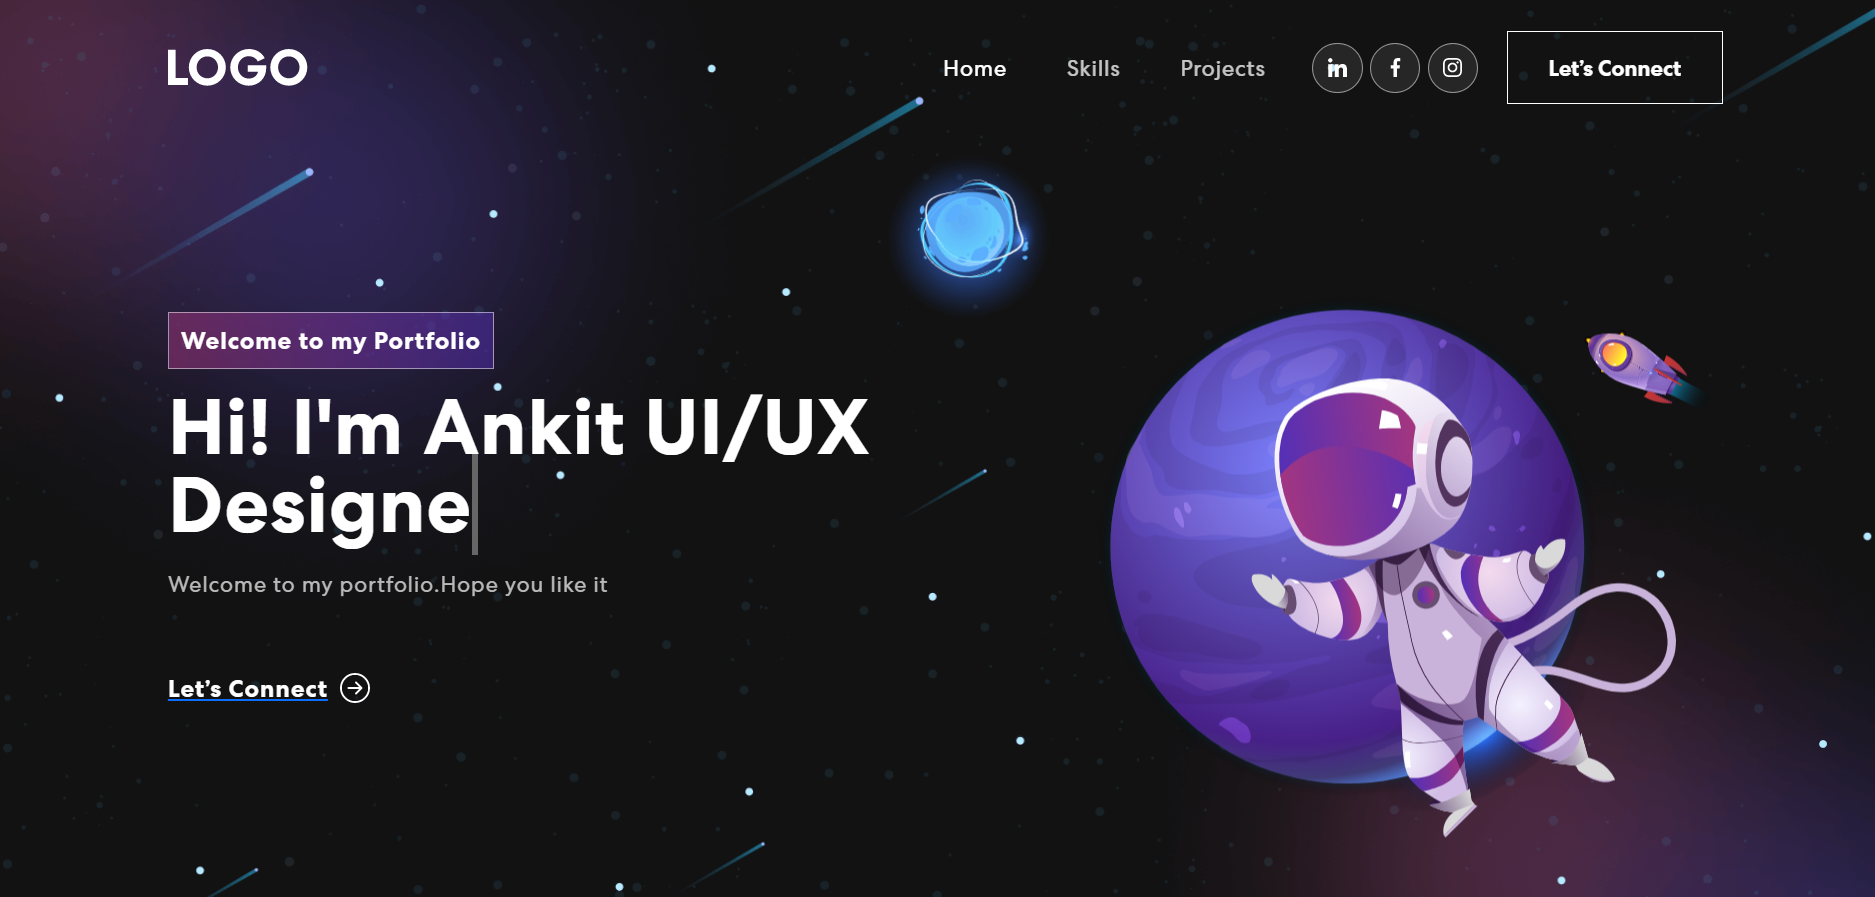 LOGO
Home Skills Projects in f Let’s Connect
Welcome to my Portfolio
Hi! I'm Ankit UI/UX
Designe
Welcome to my portfolio.Hope you like it
Let’s Connect